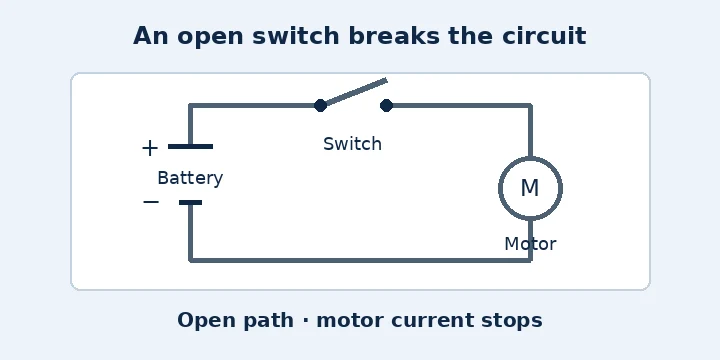 An open switch breaks the circuit
Switch
+
Battery
−
M
Motor
Open path · motor current stops